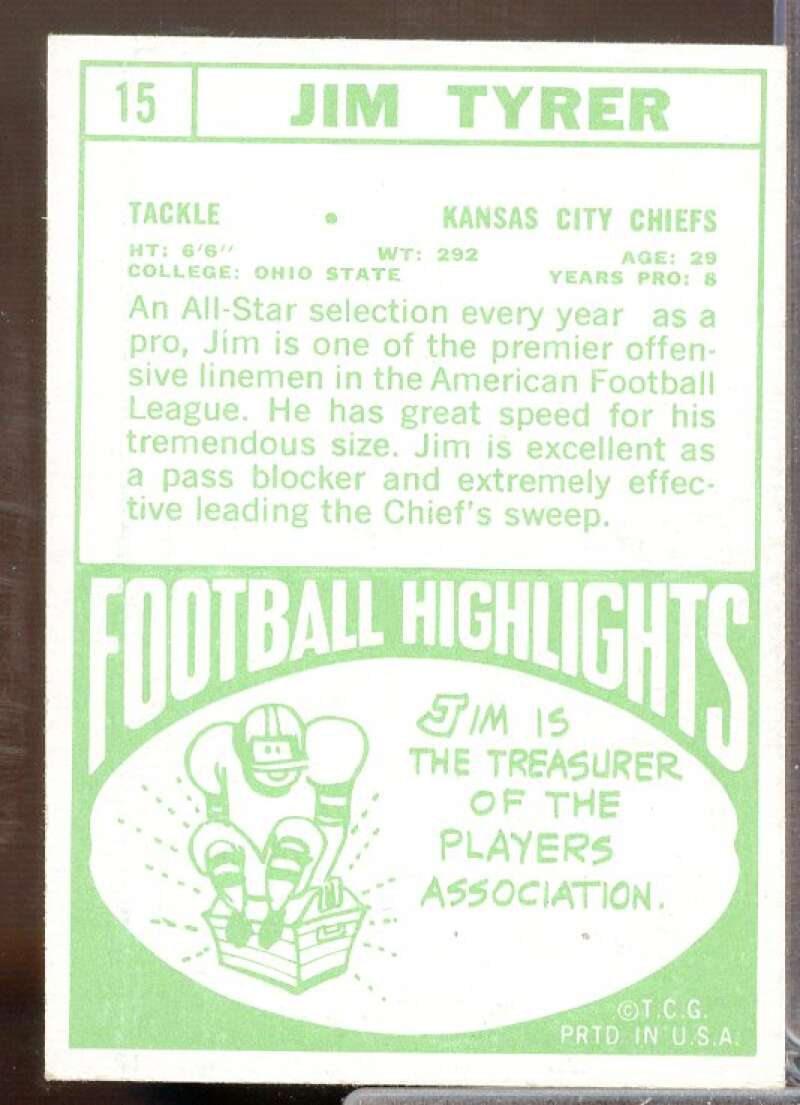 15 JIM TYRER
TACKLE • KANSAS CITY CHIEFS
HT: 6'6" WT: 292 AGE: 29
COLLEGE: OHIO STATE YEARS PRO: 8
An All-Star selection every year as a
pro, Jim is one of the premier offen-
sive linemen in the American Football
League. He has great speed for his
tremendous size. Jim is excellent as
a pass blocker and extremely effec-
tive leading the Chief's sweep.
FOOTBALL HIGHLIGHTS
JIM IS
THE TREASURER
OF THE
PLAYERS
ASSOCIATION.
©T.C.G.
PRTD IN U.S.A.